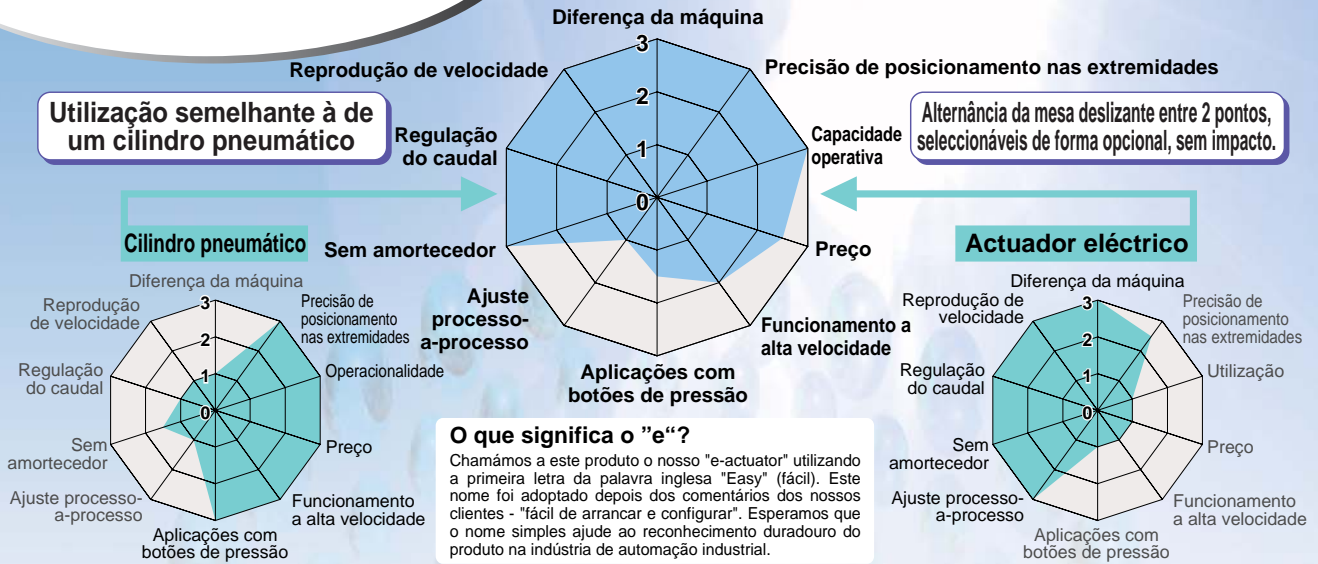 Diferença da máquina
3
Reprodução de velocidade
Precisão de posicionamento nas extremidades
Utilização semelhante à de
um cilindro pneumático
2
Alternância da mesa deslizante entre 2 pontos,
seleccionáveis de forma opcional, sem impacto.
Regulação
do caudal
Capacidade
operativa
1
0
Sem amortecedor
Preço
Ajuste
processo-
a-processo
Funcionamento a
alta velocidade
Aplicações com
botões de pressão
Cilindro pneumático
Diferença da máquina
3
Reprodução
de velocidade
Precisão de
posicionamento
nas extremidades
2
Regulação
do caudal
Operacionalidade
1
0
Sem
amortecedor
Preço
Ajuste processo-
a-processo
Funcionamento
a alta velocidade
Aplicações com
botões de pressão
O que significa o ”e“?
Chamámos a este produto o nosso "e-actuator" utilizando
a primeira letra da palavra inglesa "Easy" (fácil). Este
nome foi adoptado depois dos comentários dos nossos
clientes - "fácil de arrancar e configurar". Esperamos que
o nome simples ajude ao reconhecimento duradouro do
produto na indústria de automação industrial.
Actuador eléctrico
Diferença da máquina
3
Reprodução de
velocidade
Precisão de
posicionamento
nas extremidades
2
Regulação
do caudal
Utilização
1
0
Sem
amortecedor
Preço
Ajuste processo-
a-processo
Funcionamento
a alta velocidade
Aplicações com
botões de pressão